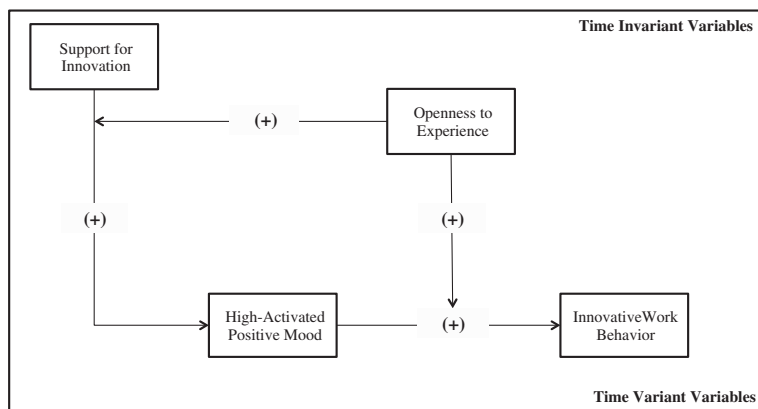 Time Invariant Variables
Support for
Innovation
Openness to
Experience
(+)
(+)
(+)
High-Activated
Positive Mood
(+)
InnovativeWork
Behavior
Time Variant Variables